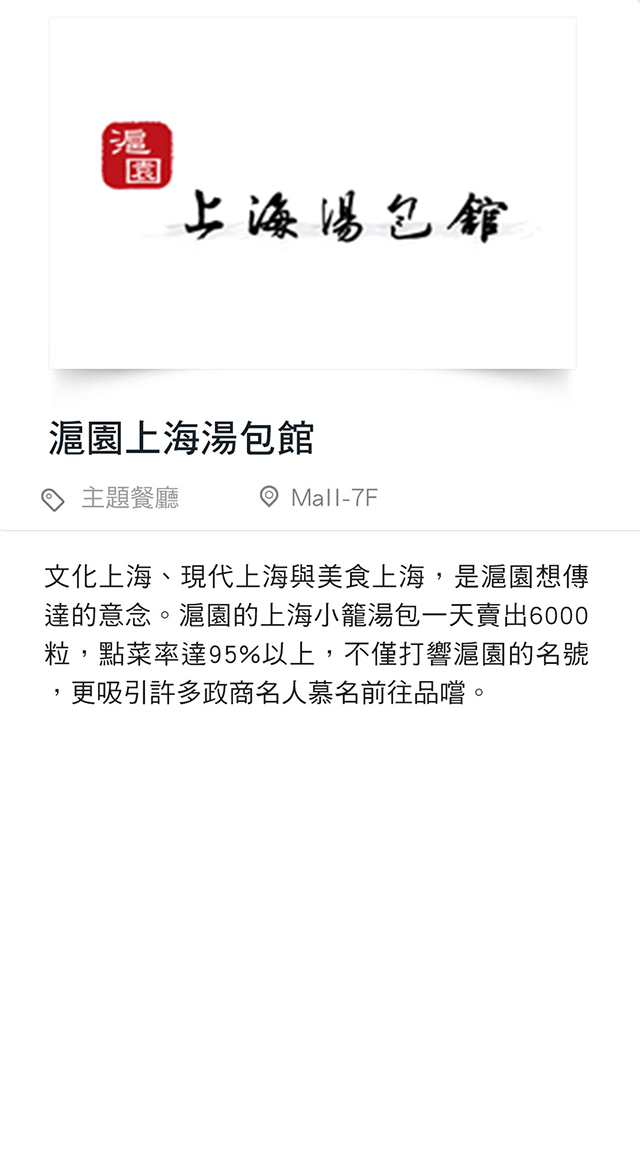 滬園
上海湯包館
滬園上海湯包館
主題餐廳
Mall-7F
文化上海、現代上海與美食上海，是滬園想傳
達的意念。滬園的上海小籠湯包一天賣出6000
粒，點菜率達95%以上，不僅打響滬園的名號
，更吸引許多政商名人慕名前往品嚐。